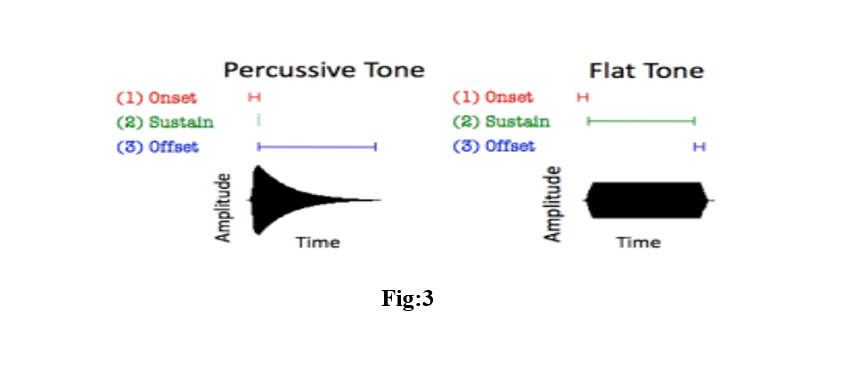 Percussive Tone
(1) Onset
(2) Sustain
(3) Offset
Amplitude
Time
Flat Tone
(1) Onset
(2) Sustain
(3) Offset
Amplitude
Time
Fig:3